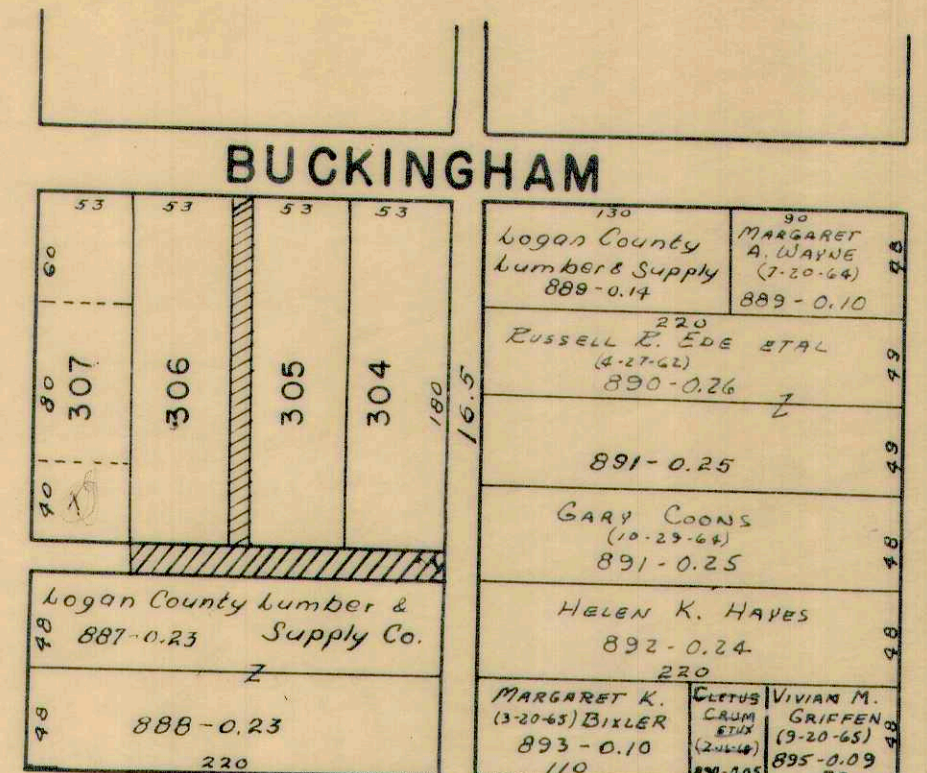 BUCKINGHAM
53 53 53 53
60
80
40
307
306
305
304
180
16.5
130
Logan County
Lumber & Supply
889-0.14
90
MARGARET
A. WAYNE
(7-20-64)
889-0.10
48
220
RUSSELL R. EDE ETAL
(4-27-62)
890-0.26
49
Z
891-0.25
49
GARY COONS
(10-29-64)
891-0.25
48
HELEN K. HAYES
892-0.24
220
48
Logan County Lumber &
887-0.23 Supply Co.
48
Z
888-0.23
48
220
MARGARET K.
(3-20-65) BIXLER
893-0.10
110
CLETUS
CRUM
ETUX
VIVIAN M.
GRIFFEN
(9-20-65)
895-0.09
48